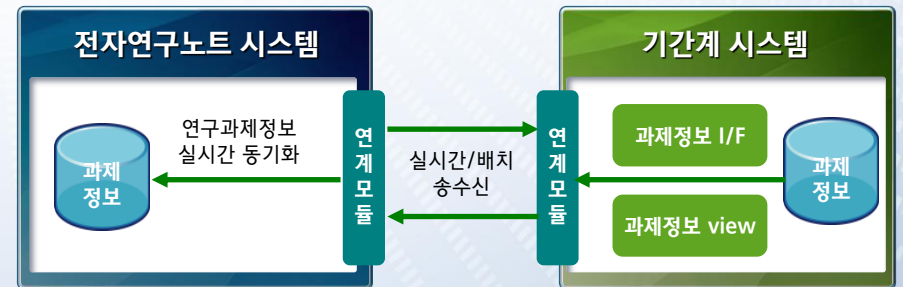 전자연구노트 시스템
기간계 시스템
과제
정보
연구과제정보
실시간 동기화
연
계
모
듈
실시간/배치
송수신
연
계
모
듈
과제정보 I/F
과제정보 view
과제
정보